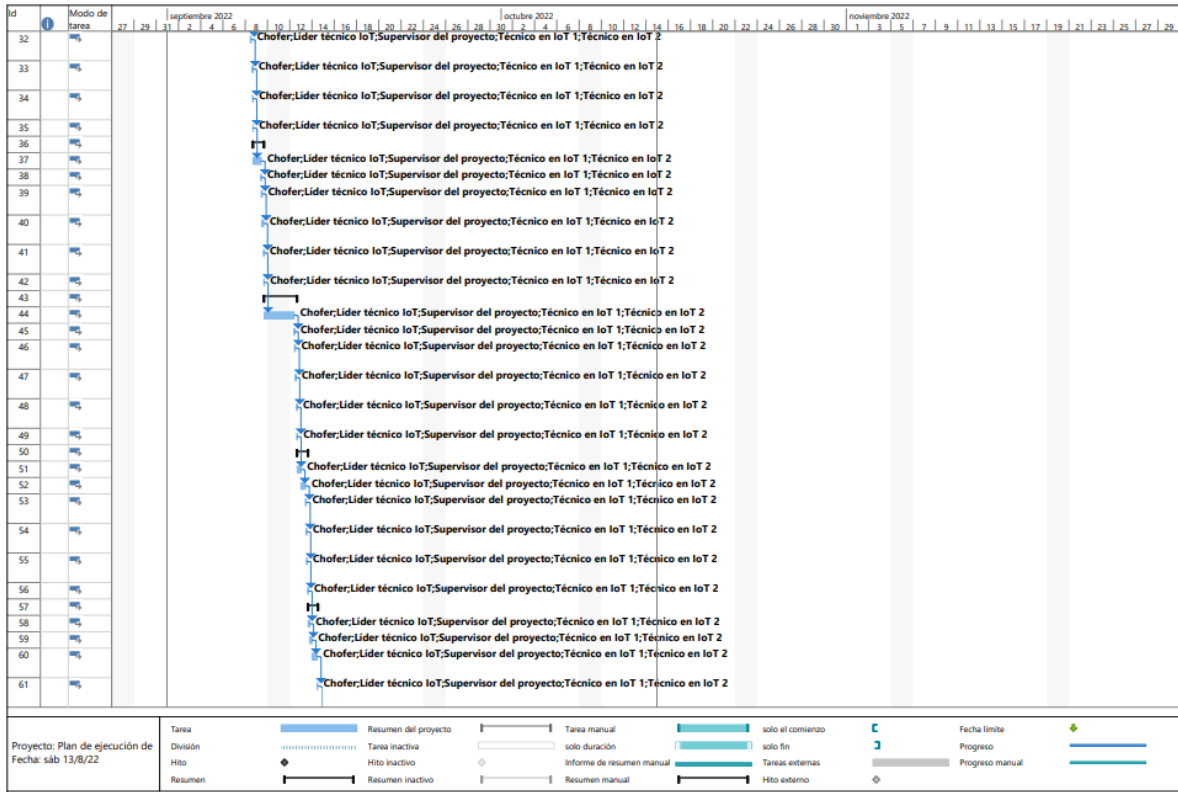 Id Modo de tarea septiembre 2022 octubre 2022 noviembre 2022
27 29 31 2 4 6 8 10 12 14 16 18 20 22 24 26 28 30 2 4 6 8 10 12 14 16 18 20 22 24 26 28 30 1 3 5 7 9 11 13 15 17 19 21 23 25 27 29
32 Chofer;Líder técnico IoT;Supervisor del proyecto;Técnico en IoT 1;Técnico en IoT 2
33 Chofer;Líder técnico IoT;Supervisor del proyecto;Técnico en IoT 1;Técnico en IoT 2
34 Chofer;Líder técnico IoT;Supervisor del proyecto;Técnico en IoT 1;Técnico en IoT 2
35 Chofer;Líder técnico IoT;Supervisor del proyecto;Técnico en IoT 1;Técnico en IoT 2
36
37 Chofer;Líder técnico IoT;Supervisor del proyecto;Técnico en IoT 1;Técnico en IoT 2
38 Chofer;Líder técnico IoT;Supervisor del proyecto;Técnico en IoT 1;Técnico en IoT 2
39 Chofer;Líder técnico IoT;Supervisor del proyecto;Técnico en IoT 1;Técnico en IoT 2
40 Chofer;Líder técnico IoT;Supervisor del proyecto;Técnico en IoT 1;Técnico en IoT 2
41 Chofer;Líder técnico IoT;Supervisor del proyecto;Técnico en IoT 1;Técnico en IoT 2
42 Chofer;Líder técnico IoT;Supervisor del proyecto;Técnico en IoT 1;Técnico en IoT 2
43
44 Chofer;Líder técnico IoT;Supervisor del proyecto;Técnico en IoT 1;Técnico en IoT 2
45 Chofer;Líder técnico IoT;Supervisor del proyecto;Técnico en IoT 1;Técnico en IoT 2
46 Chofer;Líder técnico IoT;Supervisor del proyecto;Técnico en IoT 1;Técnico en IoT 2
47 Chofer;Líder técnico IoT;Supervisor del proyecto;Técnico en IoT 1;Técnico en IoT 2
48 Chofer;Líder técnico IoT;Supervisor del proyecto;Técnico en IoT 1;Técnico en IoT 2
49 Chofer;Líder técnico IoT;Supervisor del proyecto;Técnico en IoT 1;Técnico en IoT 2
50
51 Chofer;Líder técnico IoT;Supervisor del proyecto;Técnico en IoT 1;Técnico en IoT 2
52 Chofer;Líder técnico IoT;Supervisor del proyecto;Técnico en IoT 1;Técnico en IoT 2
53 Chofer;Líder técnico IoT;Supervisor del proyecto;Técnico en IoT 1;Técnico en IoT 2
54 Chofer;Líder técnico IoT;Supervisor del proyecto;Técnico en IoT 1;Técnico en IoT 2
55 Chofer;Líder técnico IoT;Supervisor del proyecto;Técnico en IoT 1;Técnico en IoT 2
56 Chofer;Líder técnico IoT;Supervisor del proyecto;Técnico en IoT 1;Técnico en IoT 2
57
58 Chofer;Líder técnico IoT;Supervisor del proyecto;Técnico en IoT 1;Técnico en IoT 2
59 Chofer;Líder técnico IoT;Supervisor del proyecto;Técnico en IoT 1;Técnico en IoT 2
60 Chofer;Líder técnico IoT;Supervisor del proyecto;Técnico en IoT 1;Técnico en IoT 2
61 Chofer;Líder técnico IoT;Supervisor del proyecto;Técnico en IoT 1;Técnico en IoT 2
Proyecto: Plan de ejecución de
Fecha: sáb 13/8/22
Tarea Resumen del proyecto Tarea manual solo el comienzo Fecha límite
División Tarea inactiva solo duración solo fin Progreso
Hito Hito inactivo Informe de resumen manual Tareas externas Progreso manual
Resumen Resumen inactivo Resumen manual Hito externo